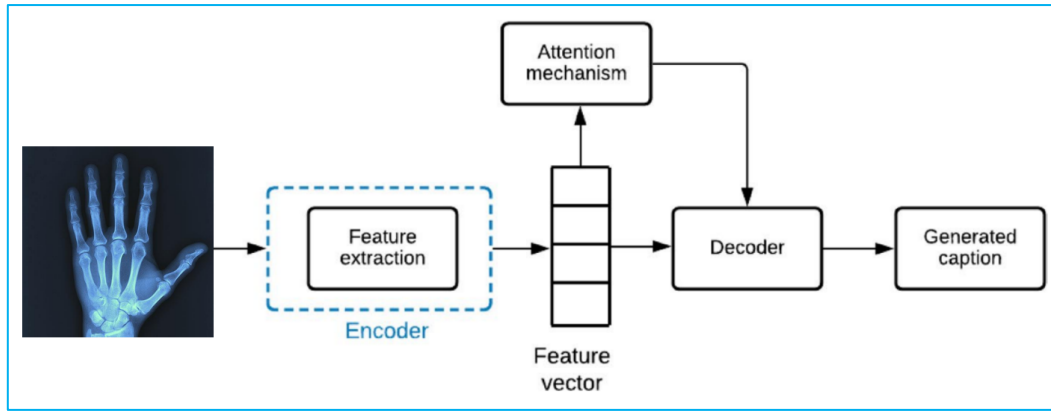 Attention
mechanism
Feature
extraction
Encoder
Feature
vector
Decoder
Generated
caption